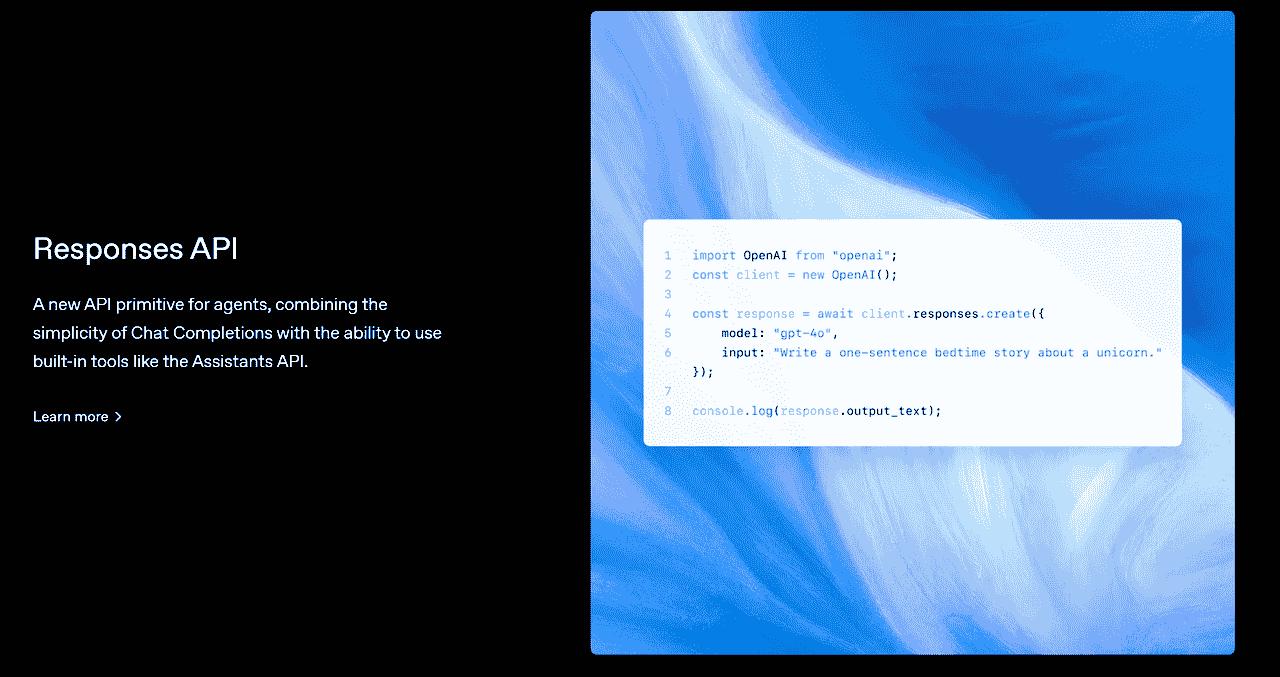 Responses API
A new API primitive for agents, combining the
simplicity of Chat Completions with the ability to use
built-in tools like the Assistants API.
Learn more
1 import OpenAI from "openai";
2 const client = new OpenAI();
3
4 const response = await client.responses.create({
5     model: "gpt-4o",
6     input: "Write a one-sentence bedtime story about a unicorn."
});
7
8 console.log(response.output_text);